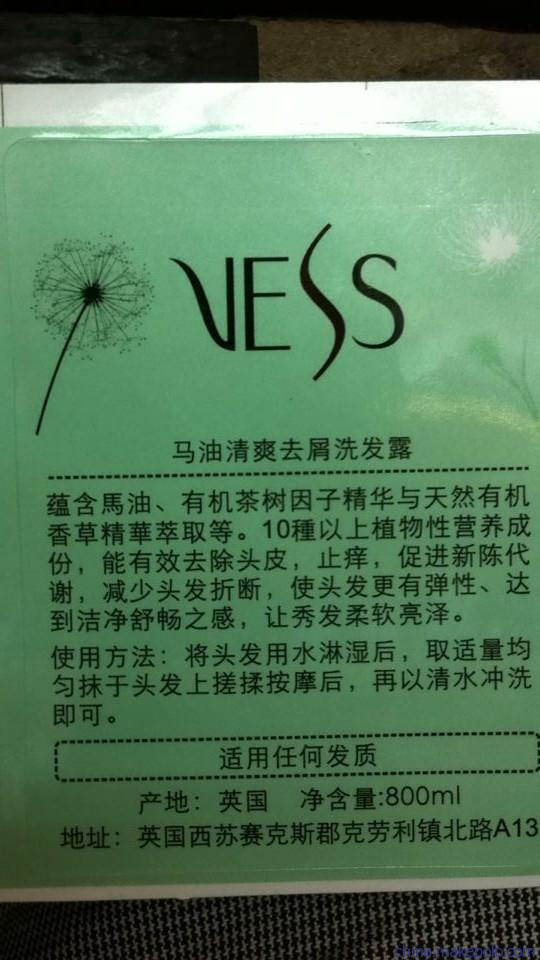 VESS
马油清爽去屑洗发露
蕴含馬油、有机茶树因子精华与天然有机
香草精華萃取等。10種以上植物性营养成
份，能有效去除头皮，止痒，促进新陈代
谢，减少头发折断，使头发更有弹性、达
到洁净舒畅之感，让秀发柔软亮泽。
使用方法：将头发用水淋湿后，取适量均
匀抹于头发上搓揉按摩后，再以清水冲洗
即可。
适用任何发质
产地：英国 净含量:800ml
地址：英国西苏赛克斯郡克劳利镇北路A13
china.makepolo.com